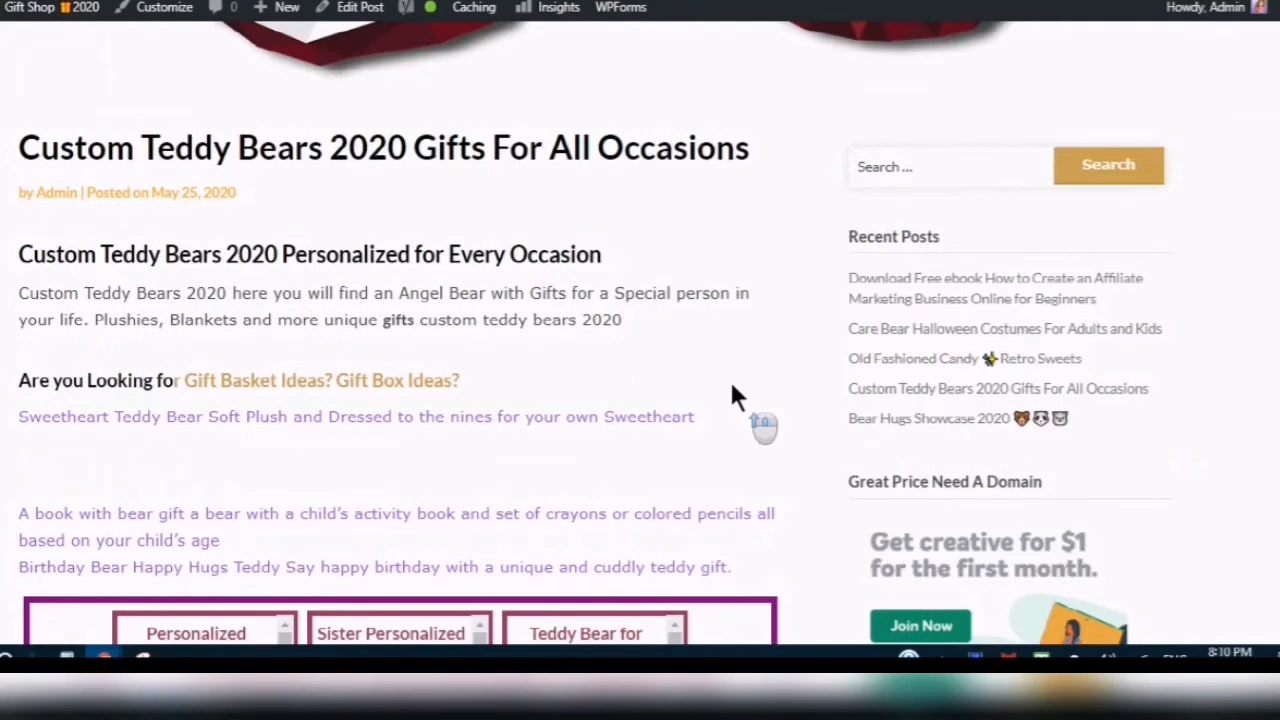 Gift Shop 🎁2020 Customize 0 New Edit Post Caching Insights WPForms Howdy, Admin
Custom Teddy Bears 2020 Gifts For All Occasions
by Admin | Posted on May 25, 2020
Custom Teddy Bears 2020 Personalized for Every Occasion
Custom Teddy Bears 2020 here you will find an Angel Bear with Gifts for a Special person in
your life. Plushies, Blankets and more unique gifts custom teddy bears 2020
Are you Looking for Gift Basket Ideas? Gift Box Ideas?
Sweetheart Teddy Bear Soft Plush and Dressed to the nines for your own Sweetheart
A book with bear gift a bear with a child's activity book and set of crayons or colored pencils all
based on your child's age
Birthday Bear Happy Hugs Teddy Say happy birthday with a unique and cuddly teddy gift.
Personalized
Sister Personalized
Teddy Bear for
Search ...
Search
Recent Posts
Download Free ebook How to Create an Affiliate
Marketing Business Online for Beginners
Care Bear Halloween Costumes For Adults and Kids
Old Fashioned Candy Retro Sweets
Custom Teddy Bears 2020 Gifts For All Occasions
Bear Hugs Showcase 2020 🐻🐼🐨
Great Price Need A Domain
Get creative for $1
for the first month.
Join Now
8:10 PM